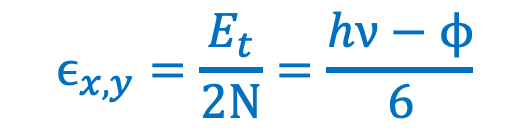 ϵx,y = Et/2N = (hν − ϕ)/6